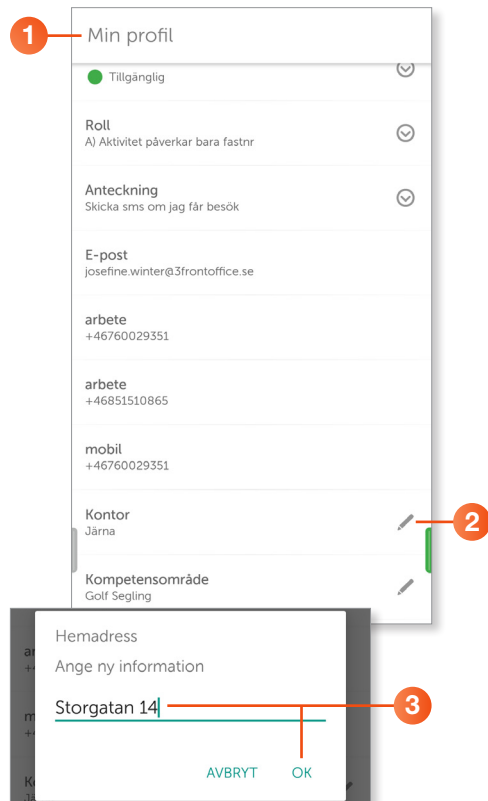 1
Min profil
Tillgänglig
Roll
A) Aktivitet påverkar bara fastnr
Anteckning
Skicka sms om jag får besök
E-post
josefine.winter@3frontoffice.se
arbete
+46760029351
arbete
+46851510865
mobil
+46760029351
Kontor
Järna
2
Kompetensområde
Golf Segling
Hemadress
Ange ny information
Storgatan 14
3
AVBRYT OK